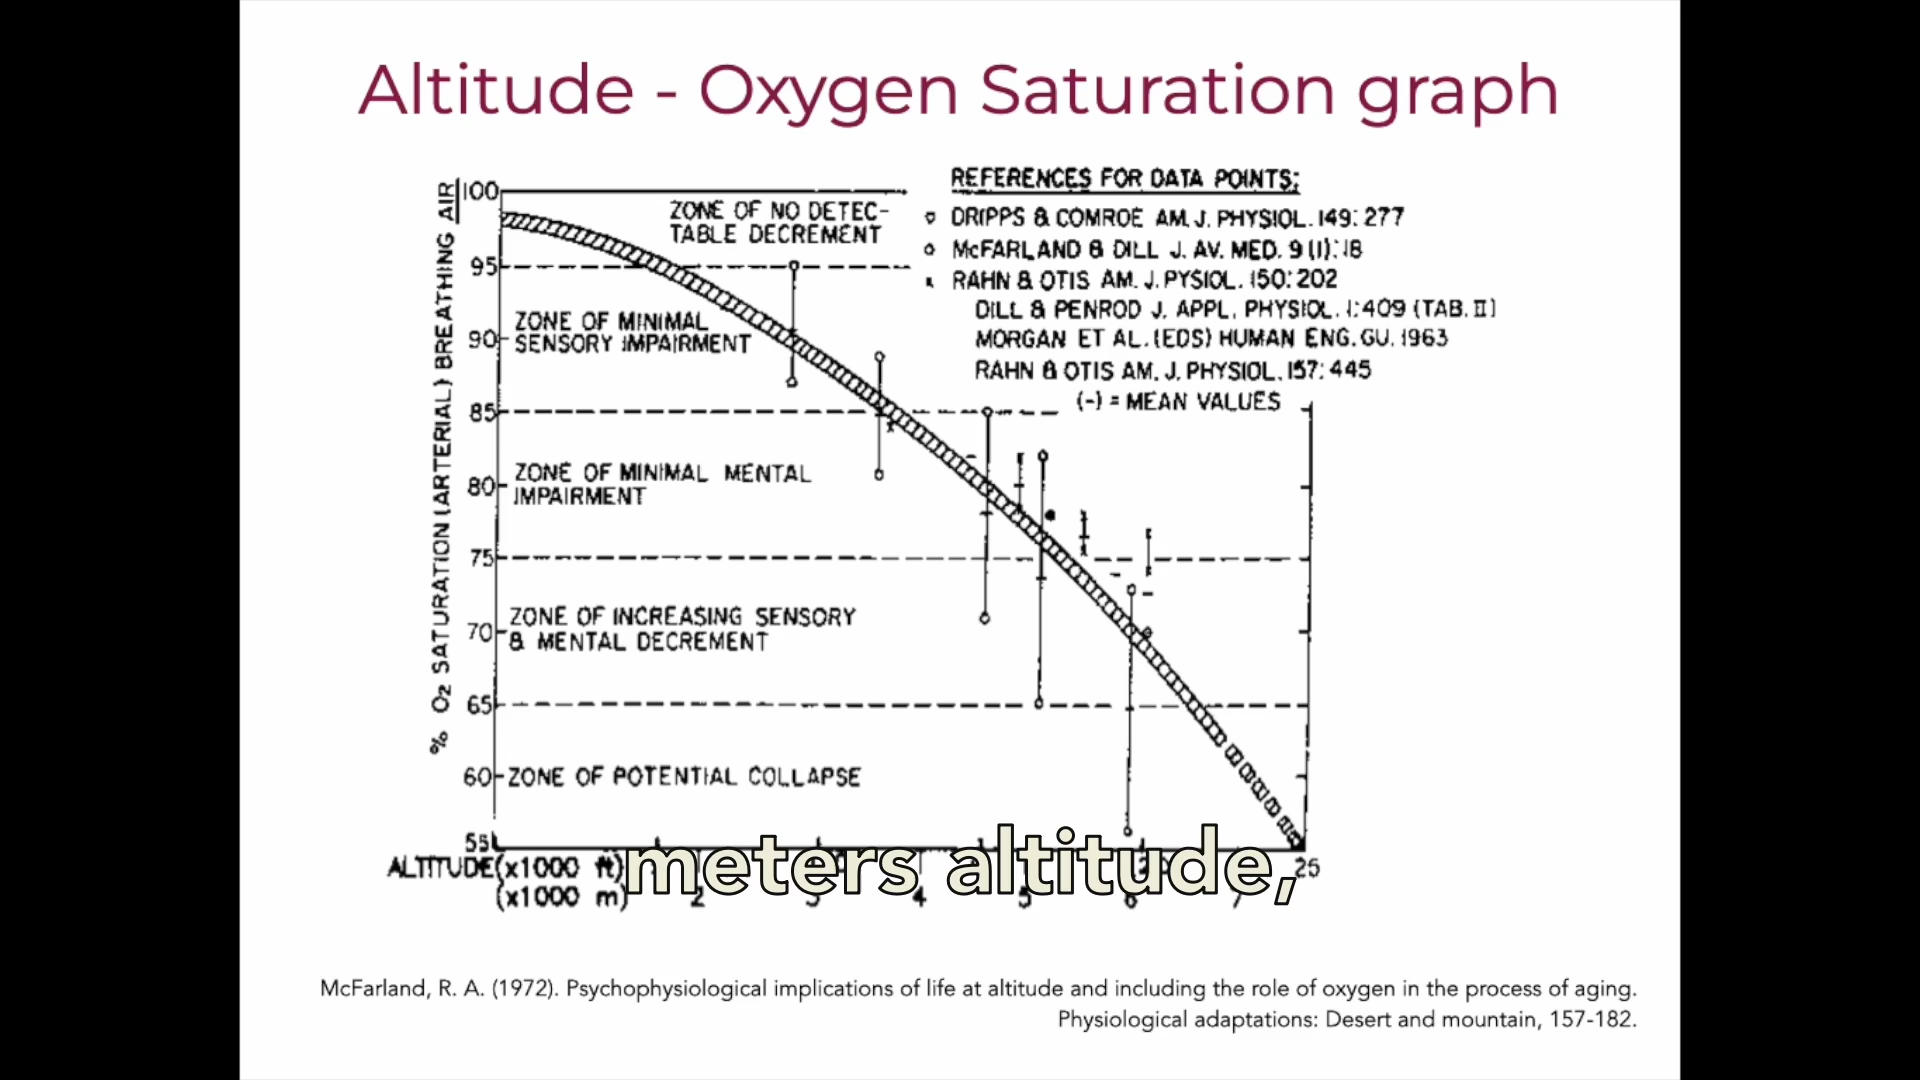 Altitude - Oxygen Saturation graph
% O2 SATURATION (ARTERIAL) BREATHING AIR
100
95
90
85
80
75
70
65
60
55
ZONE OF NO DETEC-
TABLE DECREMENT
ZONE OF MINIMAL
SENSORY IMPAIRMENT
ZONE OF MINIMAL MENTAL
IMPAIRMENT
ZONE OF INCREASING SENSORY
& MENTAL DECREMENT
ZONE OF POTENTIAL COLLAPSE
REFERENCES FOR DATA POINTS:
DRIPPS & COMROE AM. J. PHYSIOL. 149: 277
McFARLAND & DILL J. AV. MED. 9 (1): 18
RAHN & OTIS AM. J. PYSIOL. 150: 202
DILL & PENROD J. APPL. PHYSIOL. 1: 409 (TAB. II)
MORGAN ET AL. (EDS) HUMAN ENG. GU. 1963
RAHN & OTIS AM. J. PHYSIOL. 157: 445
(-) = MEAN VALUES
ALTITUDE (x1000 ft) 25
(x1000 m) 2 3 4 5 6 7
meters altitude,
McFarland, R. A. (1972). Psychophysiological implications of life at altitude and including the role of oxygen in the process of aging.
Physiological adaptations: Desert and mountain, 157-182.